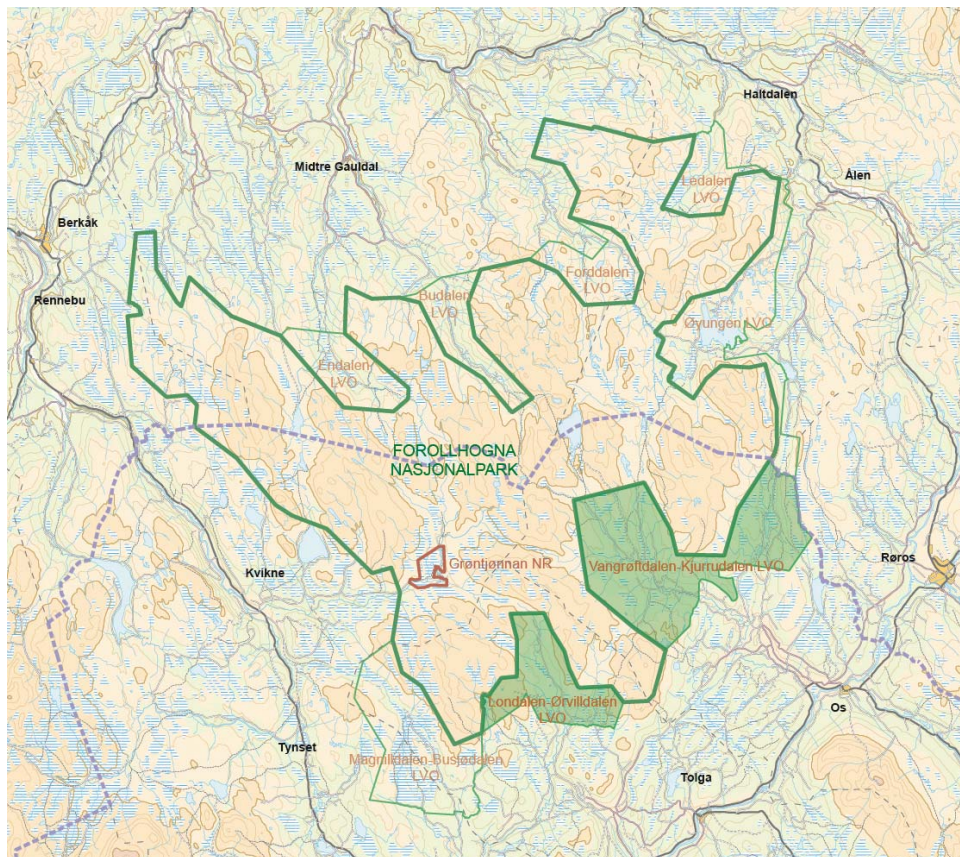 Haltdalen
Midtre Gauldal
Ledalen
LVO
Ålen
Berkåk
Forddalen
LVO
Rennebu
Budalen
LVO
Øyungen LVO
Endalen
LVO
FOROLLHOGNA
NASJONALPARK
Grøntjønnan NR
Vangrøftdalen-Kjurrudalen LVO
Røros
Kvikne
Londalen-Ørvilldalen
LVO
Os
Tynset
Magnilldalen-Busjødalen
LVO
Tolga